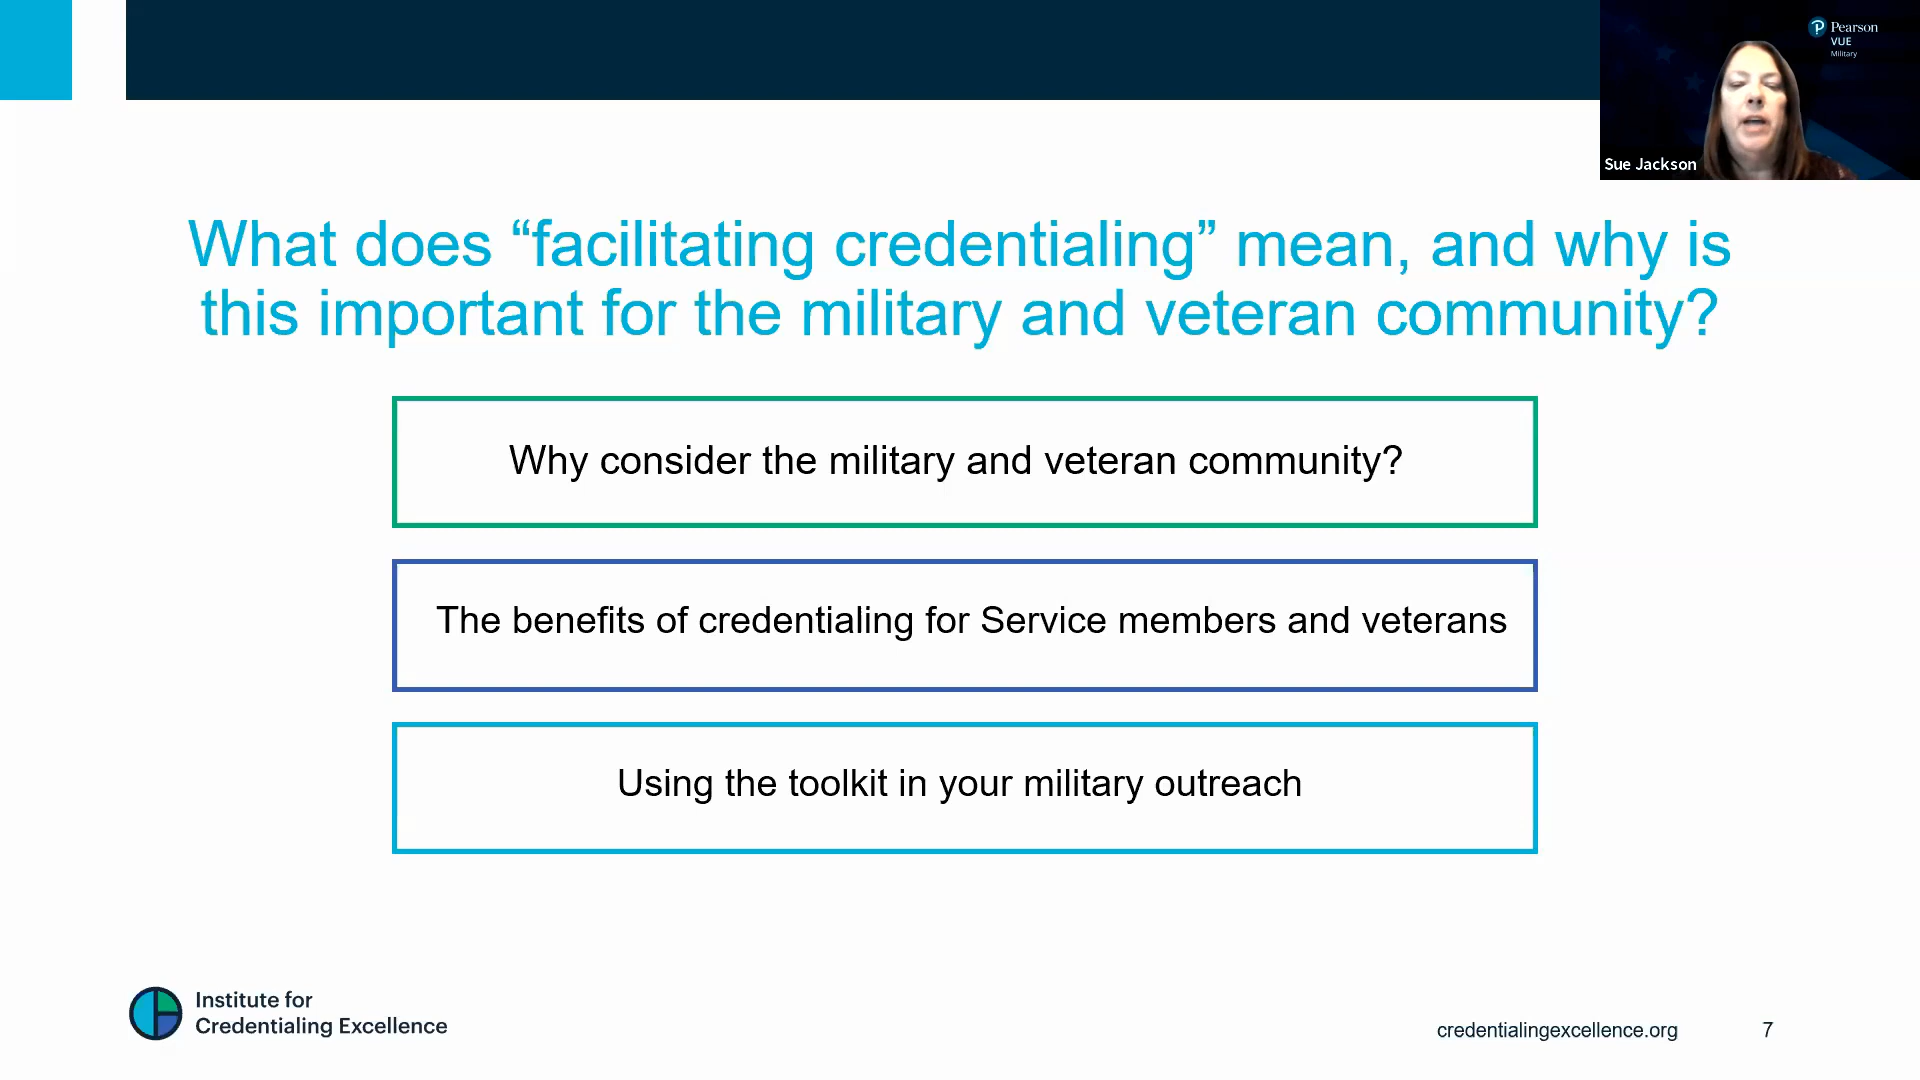 Pearson
VUE
Military
Sue Jackson
What does “facilitating credentialing” mean, and why is
this important for the military and veteran community?
Why consider the military and veteran community?
The benefits of credentialing for Service members and veterans
Using the toolkit in your military outreach
Institute for
Credentialing Excellence
credentialingexcellence.org
7